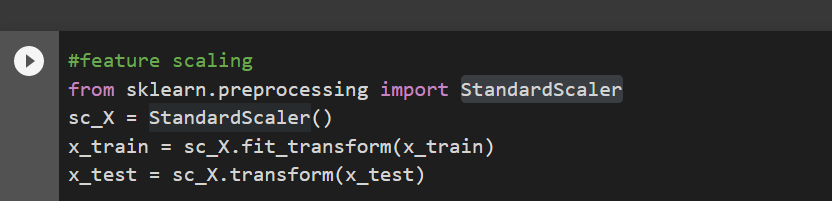 #feature scaling
from sklearn.preprocessing import StandardScaler
sc_X = StandardScaler()
x_train = sc_X.fit_transform(x_train)
x_test = sc_X.transform(x_test)